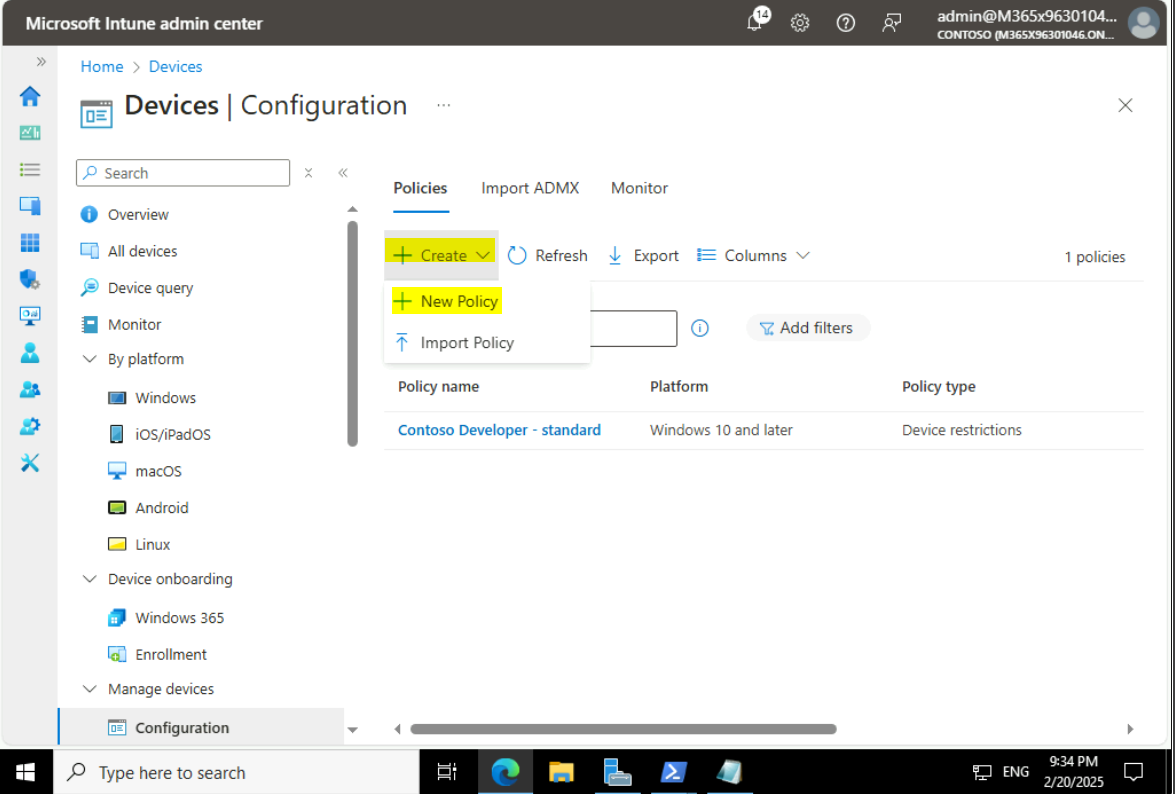 Microsoft Intune admin center
14
admin@M365x9630104...
CONTOSO (M365X96301046.ON...
Home > Devices
Devices | Configuration ...
Search
Overview
All devices
Device query
Monitor
By platform
Windows
iOS/iPadOS
macOS
Android
Linux
Device onboarding
Windows 365
Enrollment
Manage devices
Configuration
Policies Import ADMX Monitor
Create Refresh Export Columns 1 policies
New Policy
Import Policy
Add filters
Policy name Platform Policy type
Contoso Developer - standard Windows 10 and later Device restrictions
Type here to search
ENG
9:34 PM
2/20/2025